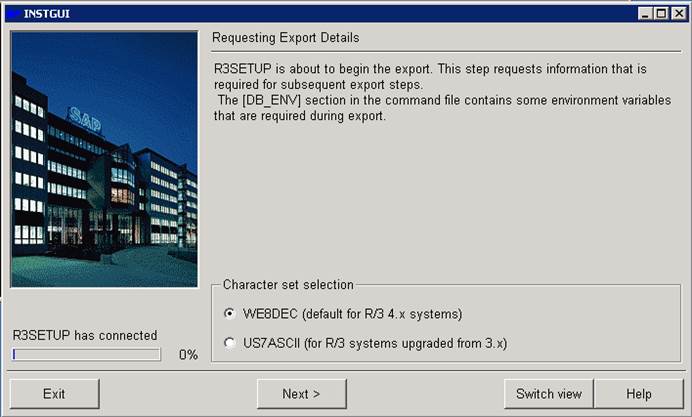 INSTGUI
Requesting Export Details
R3SETUP is about to begin the export. This step requests information that is
required for subsequent export steps.
The [DB_ENV] section in the command file contains some environment variables
that are required during export.
SAP
Character set selection
WE8DEC (default for R/3 4.x systems)
US7ASCII (for R/3 systems upgraded from 3.x)
R3SETUP has connected
0%
Exit
Next >
Switch view
Help